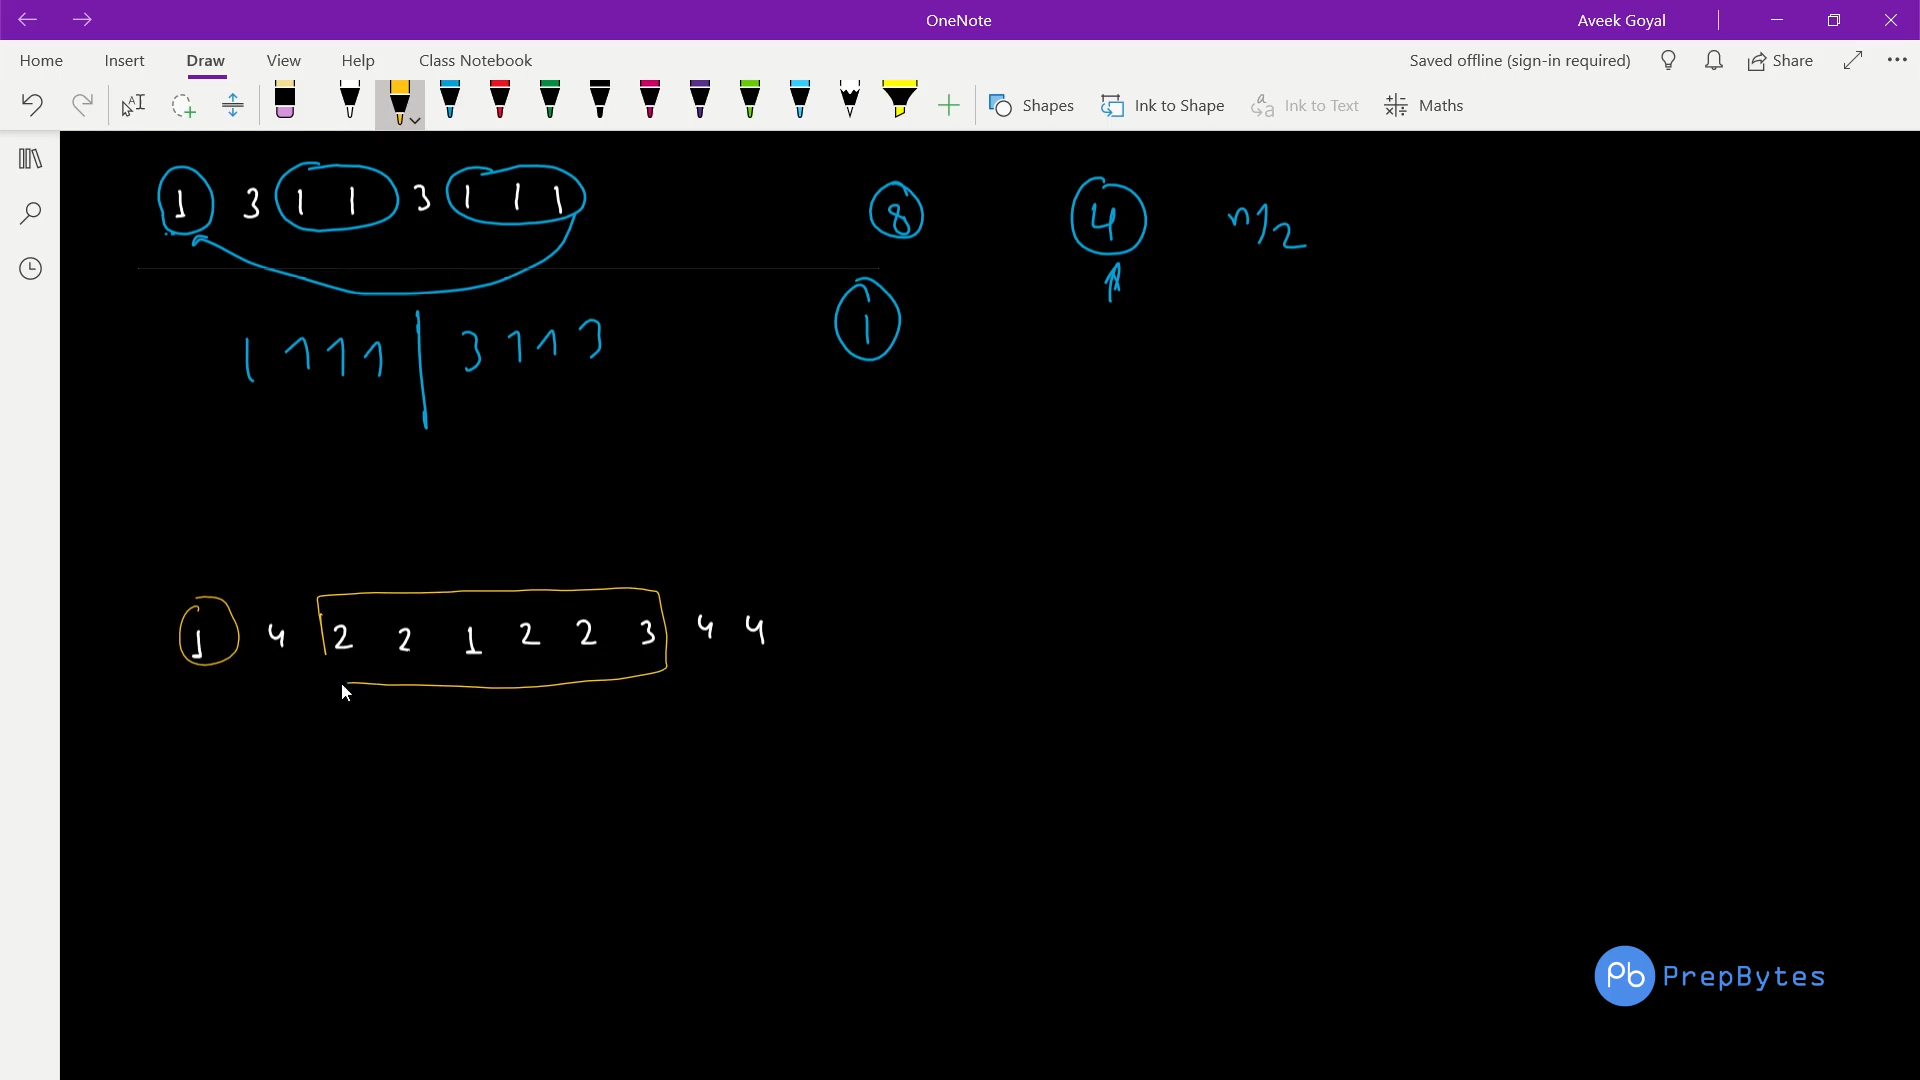 OneNote
Aveek Goyal
Home Insert Draw View Help Class Notebook
Saved offline (sign-in required) Share
Shapes Ink to Shape Ink to Text Maths
1 3 1 1 3 1 1 1 8 4 n/2
1
1 1 1 1 | 3 1 1 3
1 4 2 2 1 2 2 3 4 4
Pb PrepBytes